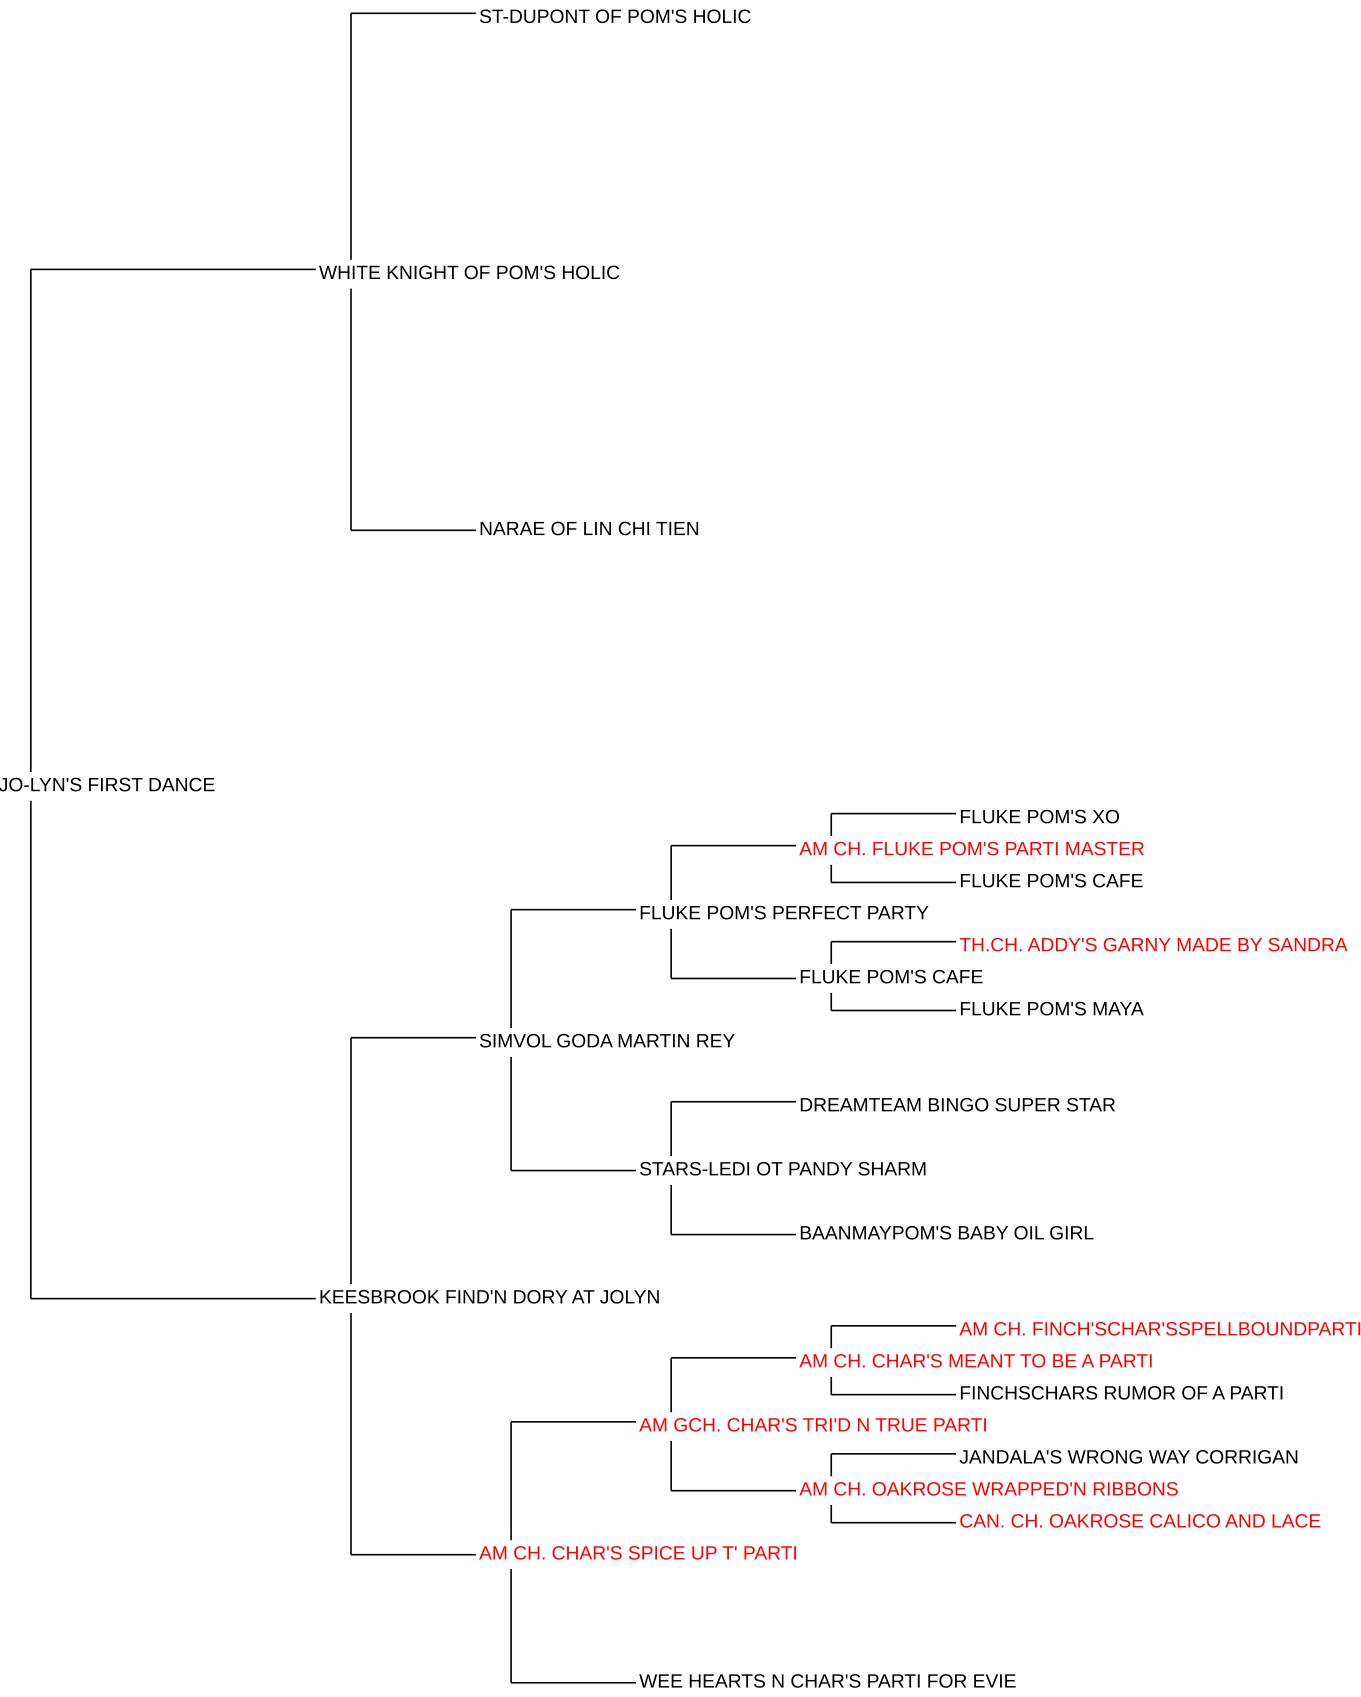 ST-DUPONT OF POM'S HOLIC
WHITE KNIGHT OF POM'S HOLIC
NARAE OF LIN CHI TIEN
JO-LYN'S FIRST DANCE
FLUKE POM'S XO
AM CH. FLUKE POM'S PARTI MASTER
FLUKE POM'S CAFE
FLUKE POM'S PERFECT PARTY
TH.CH. ADDY'S GARNY MADE BY SANDRA
FLUKE POM'S CAFE
FLUKE POM'S MAYA
SIMVOL GODA MARTIN REY
DREAMTEAM BINGO SUPER STAR
STARS-LEDI OT PANDY SHARM
BAANMAYPOM'S BABY OIL GIRL
KEESBROOK FIND'N DORY AT JOLYN
AM CH. FINCH'SCHAR'SSPELLBOUNDPARTI
AM CH. CHAR'S MEANT TO BE A PARTI
FINCHSCHARS RUMOR OF A PARTI
AM GCH. CHAR'S TRI'D N TRUE PARTI
JANDALA'S WRONG WAY CORRIGAN
AM CH. OAKROSE WRAPPED'N RIBBONS
CAN. CH. OAKROSE CALICO AND LACE
AM CH. CHAR'S SPICE UP T' PARTI
WEE HEARTS N CHAR'S PARTI FOR EVIE